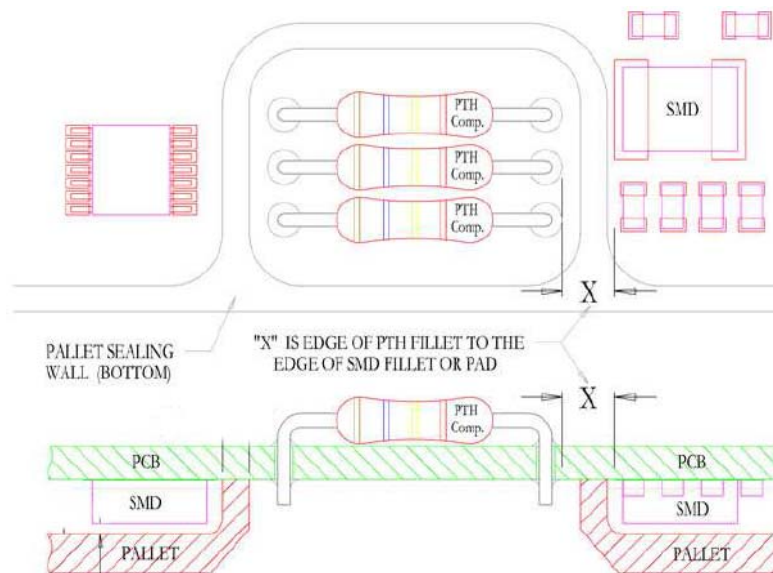 PTH
Comp.
SMD
PTH
Comp.
PTH
Comp.
X
PALLET SEALING
WALL (BOTTOM)
"X" IS EDGE OF PTH FILLET TO THE
EDGE OF SMD FILLET OR PAD
X
PTH
Comp.
PCB
PCB
SMD
SMD
PALLET
PALLET